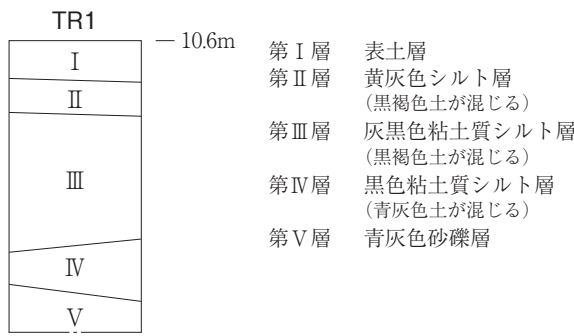 TR1
10.6m
Ⅰ
Ⅱ
Ⅲ
Ⅳ
Ⅴ
第Ⅰ層 表土層
第Ⅱ層 黄灰色シルト層
(黒褐色土が混じる)
第Ⅲ層 灰黒色粘土質シルト層
(黒褐色土が混じる)
第Ⅳ層 黒色粘土質シルト層
(青灰色土が混じる)
第Ⅴ層 青灰色砂礫層